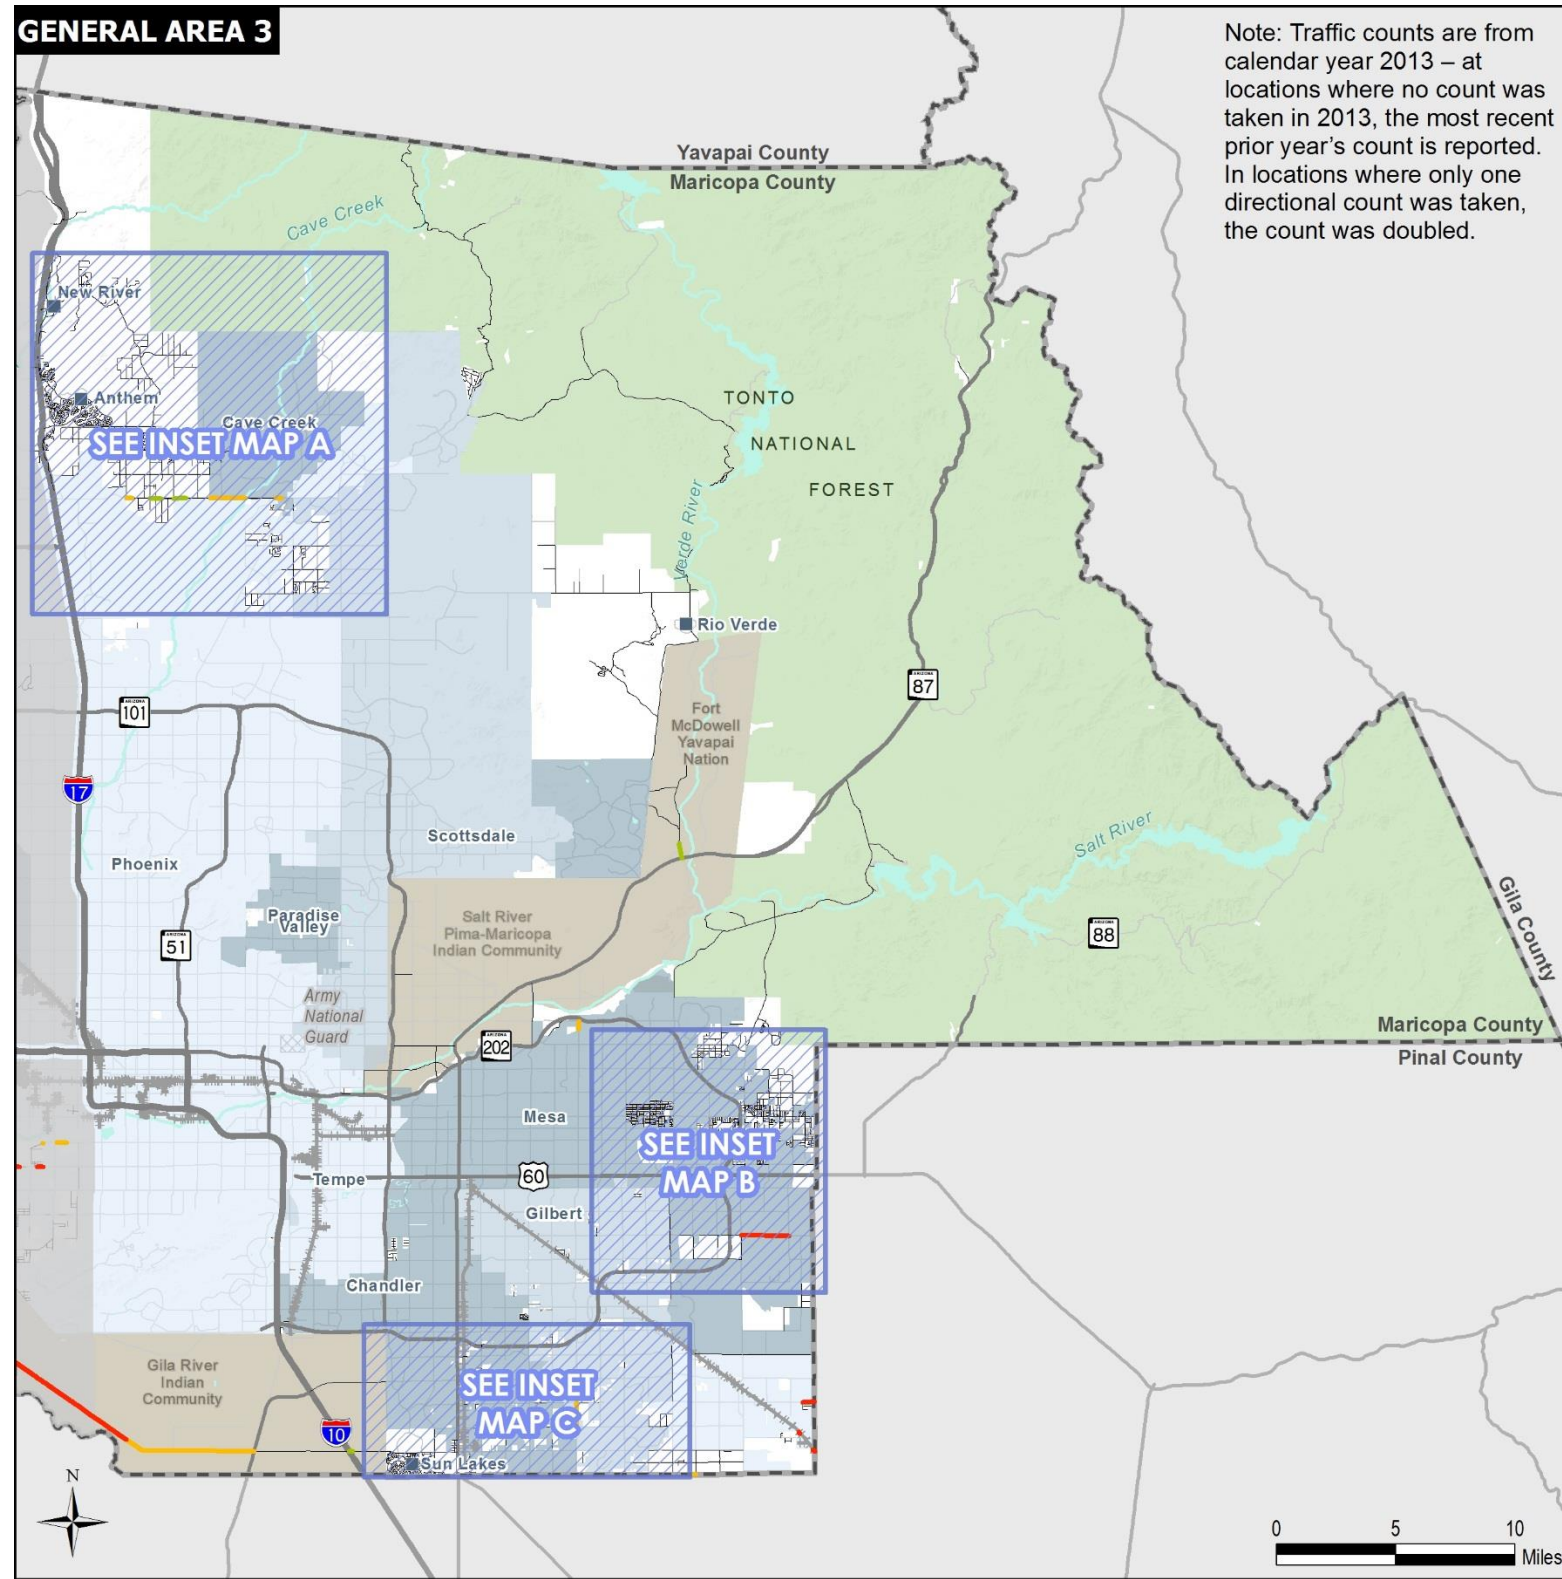 GENERAL AREA 3
Note: Traffic counts are from
calendar year 2013 – at
locations where no count was
taken in 2013, the most recent
prior year's count is reported.
In locations where only one
directional count was taken,
the count was doubled.
Yavapai County
Maricopa County
Cave Creek
New River
Anthem
Cave Creek
SEE INSET MAP A
TONTO
NATIONAL
FOREST
Verde River
Rio Verde
ARIZONA
87
ARIZONA
101
Fort
McDowell
Yavapai
Nation
17
Scottsdale
Salt River
Phoenix
Paradise
Valley
Salt River
Pima-Maricopa
Indian Community
ARIZONA
51
ARIZONA
88
Gila County
Army
National
Guard
ARIZONA
202
Maricopa County
Pinal County
Mesa
SEE INSET
MAP B
Tempe
60
Gilbert
Chandler
Gila River
Indian
Community
SEE INSET
MAP C
10
Sun Lakes
N
0 5 10
Miles